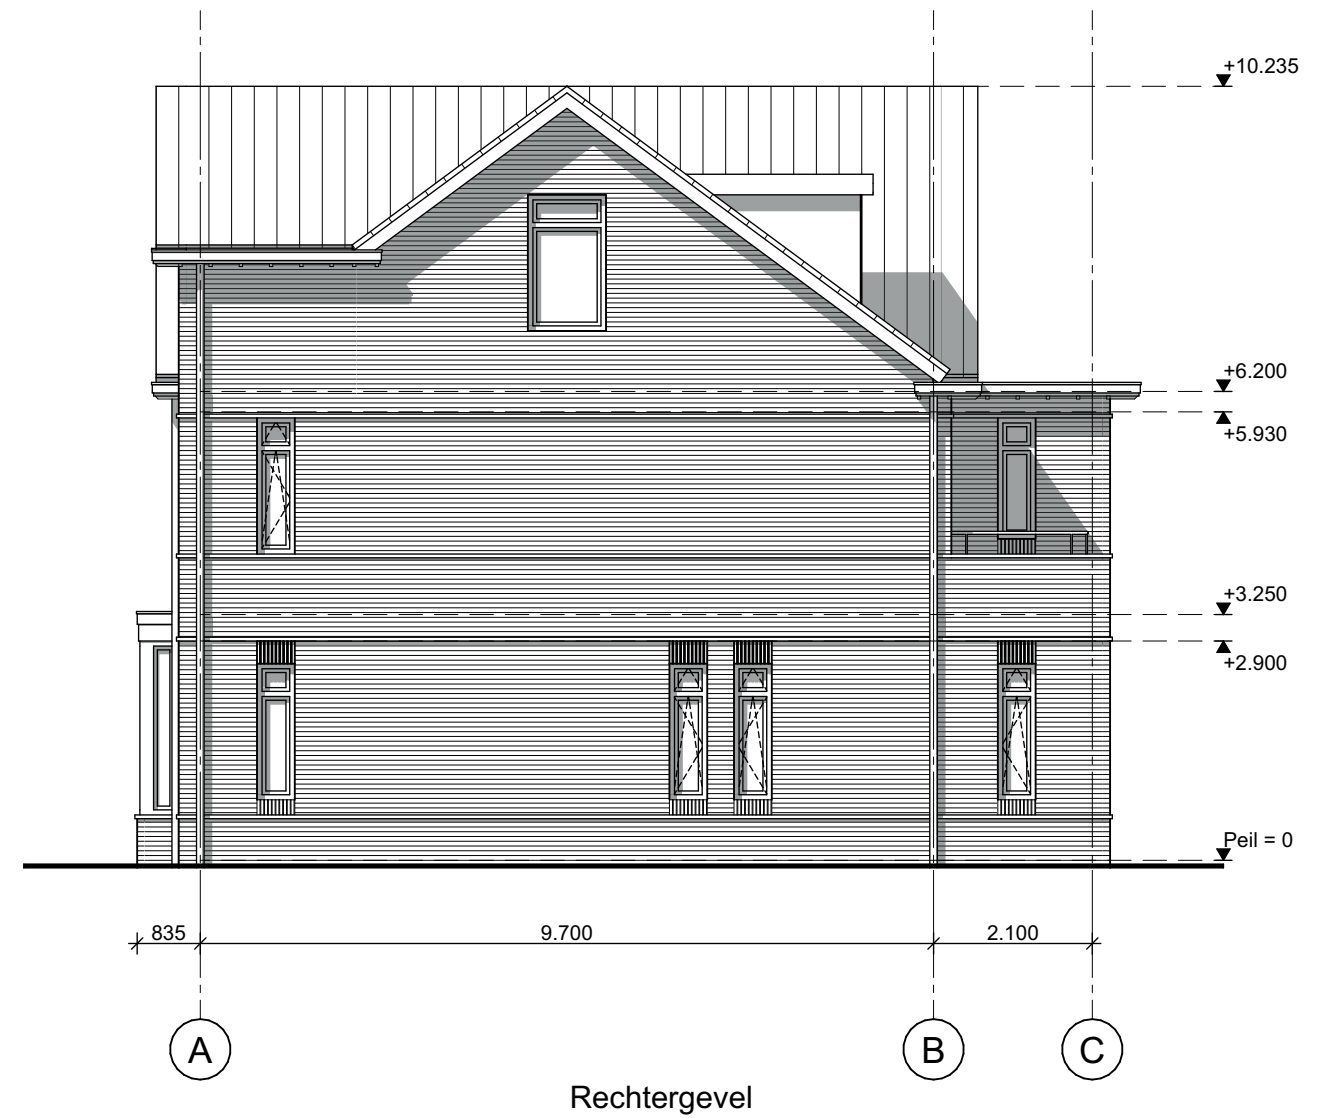 +10.235
+6.200
+5.930
+3.250
+2.900
Peil = 0
835
9.700
2.100
A
B
C
Rechtergevel